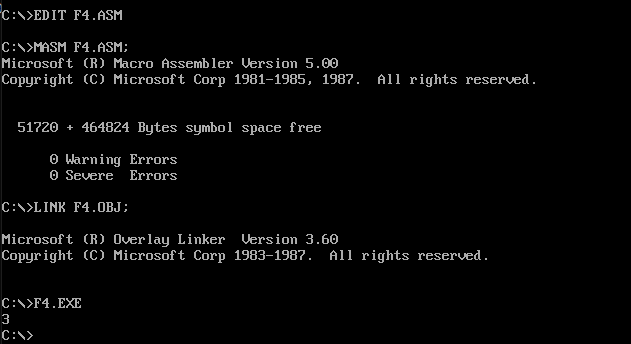 C:\>EDIT F4.ASM
C:\>MASM F4.ASM;
Microsoft (R) Macro Assembler Version 5.00
Copyright (C) Microsoft Corp 1981-1985, 1987.  All rights reserved.
51720 + 464824 Bytes symbol space free
0 Warning Errors
0 Severe  Errors
C:\>LINK F4.OBJ;
Microsoft (R) Overlay Linker  Version 3.60
Copyright (C) Microsoft Corp 1983-1987.  All rights reserved.
C:\>F4.EXE
3
C:\>